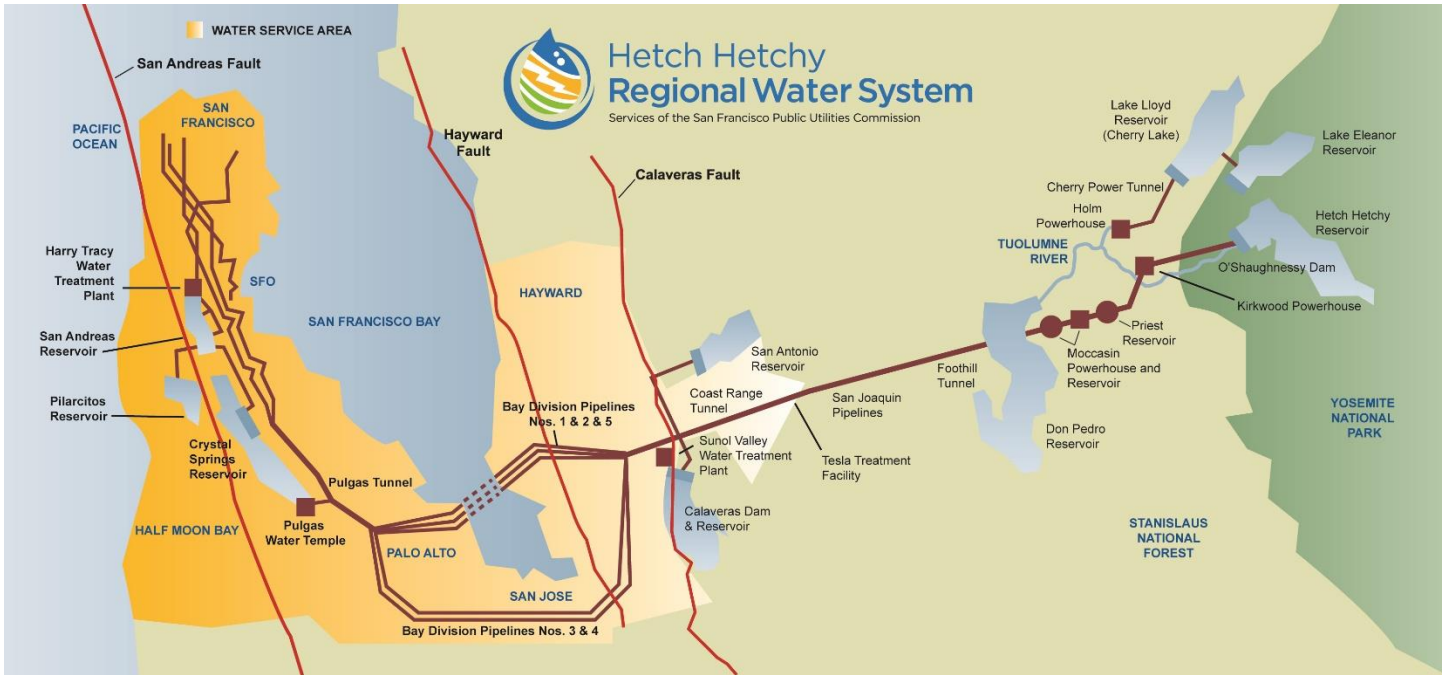 WATER SERVICE AREA
San Andreas Fault
SAN
FRANCISCO
PACIFIC
OCEAN
Hetch Hetchy
Regional Water System
Services of the San Francisco Public Utilities Commission
Hayward
Fault
Calaveras Fault
Lake Lloyd
Reservoir
(Cherry Lake)
Lake Eleanor
Reservoir
Cherry Power Tunnel
Holm
Powerhouse
Hetch Hetchy
Reservoir
TUOLUMNE
RIVER
O'Shaughnessy Dam
Kirkwood Powerhouse
Harry Tracy
Water
Treatment
Plant
SFO
HAYWARD
SAN FRANCISCO BAY
San Andreas
Reservoir
Pilarcitos
Reservoir
Crystal
Springs
Reservoir
San Antonio
Reservoir
Coast Range
Tunnel
Priest
Reservoir
Moccasin
Powerhouse and
Reservoir
Foothill
Tunnel
San Joaquin
Pipelines
Don Pedro
Reservoir
YOSEMITE
NATIONAL
PARK
Bay Division Pipelines
Nos. 1 & 2 & 5
Sunol Valley
Water Treatment
Plant
Tesla Treatment
Facility
Pulgas Tunnel
Calaveras Dam
& Reservoir
HALF MOON BAY
Pulgas
Water Temple
PALO ALTO
STANISLAUS
NATIONAL
FOREST
SAN JOSE
Bay Division Pipelines Nos. 3 & 4